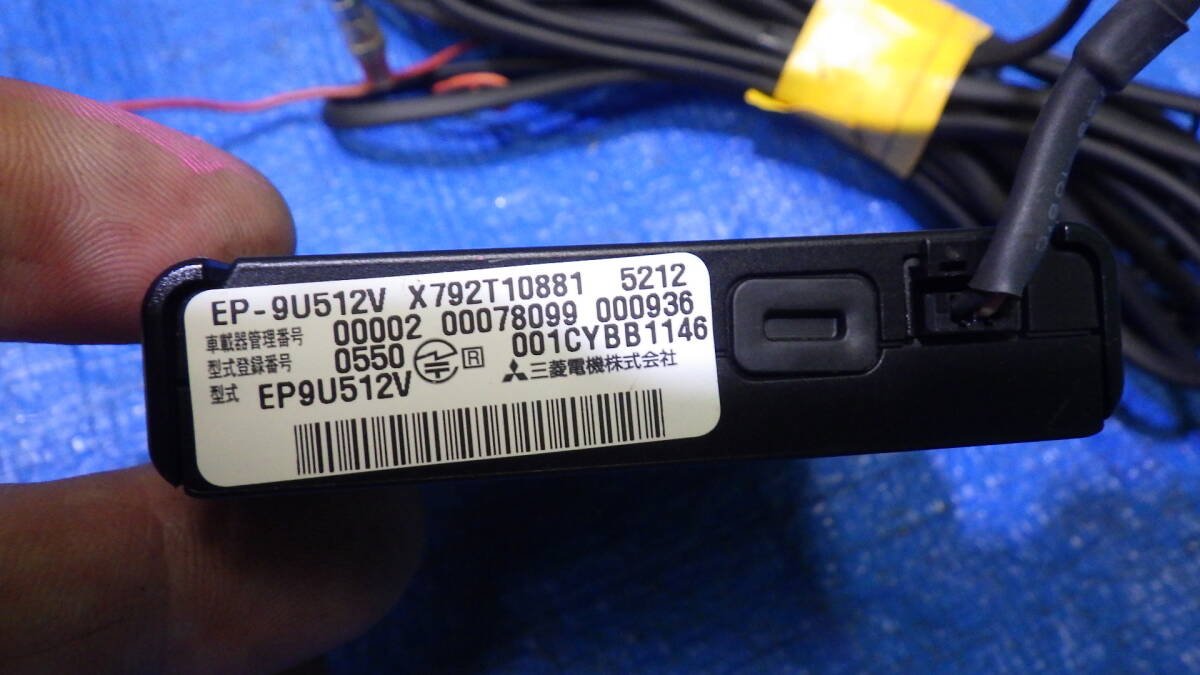 EP-9U512V X792T10881 5212
車載器管理番号 00002 00078099 000936
型式登録番号 0550 R 001CYBB1146
型式 EP9U512V 三菱電機株式会社